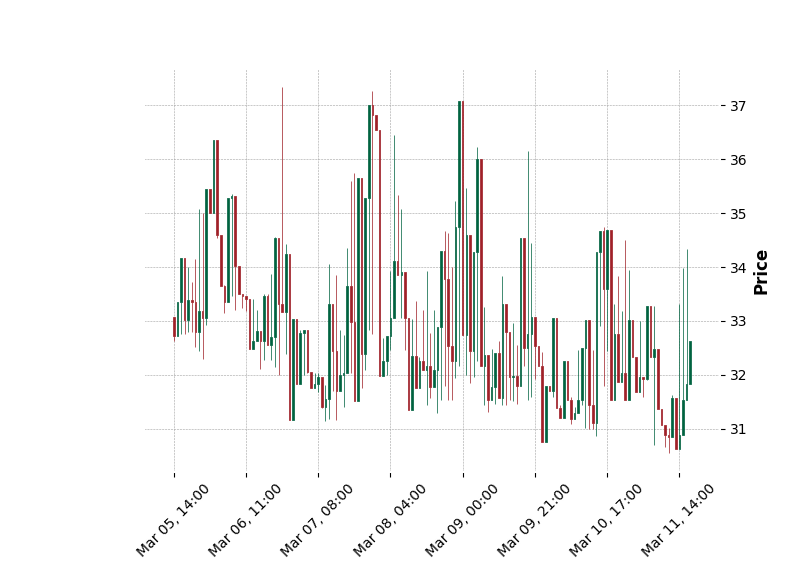 37
36
35
34
33
32
31
Price
Mar 05, 14:00
Mar 06, 11:00
Mar 07, 08:00
Mar 08, 04:00
Mar 09, 00:00
Mar 09, 21:00
Mar 10, 17:00
Mar 11, 14:00